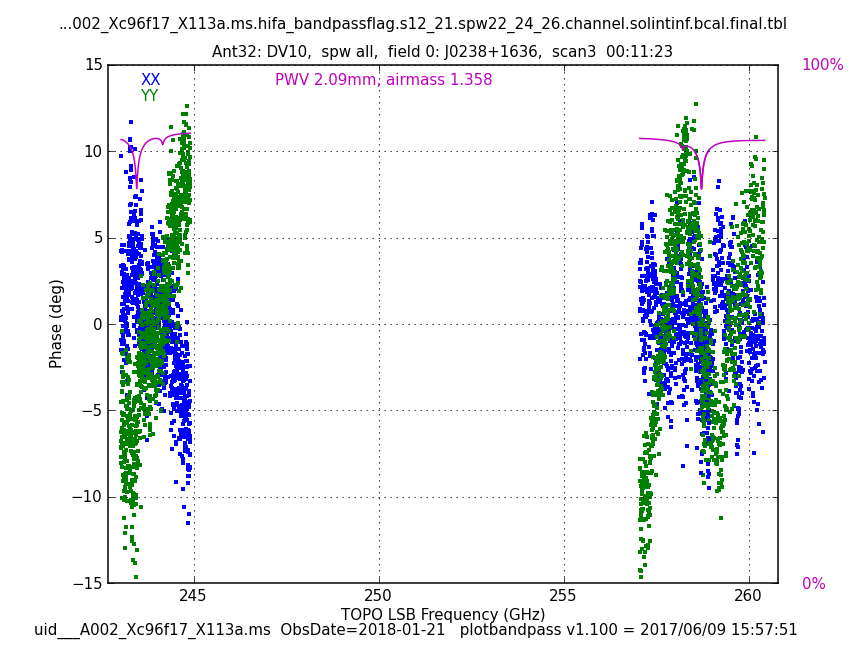 ...002_Xc96f17_X113a.ms.hifa_bandpassflag.s12_21.spw22_24_26.channel.solintinf.bcal.final.tbl
Ant32: DV10,  spw all,  field 0: J0238+1636,  scan3  00:11:23
15
100%
XX
PWV 2.09mm, airmass 1.358
YY
10
5
Phase (deg)
0
−5
−10
−15
0%
245
250
255
260
TOPO LSB Frequency (GHz)
uid___A002_Xc96f17_X113a.ms  ObsDate=2018-01-21   plotbandpass v1.100 = 2017/06/09 15:57:51